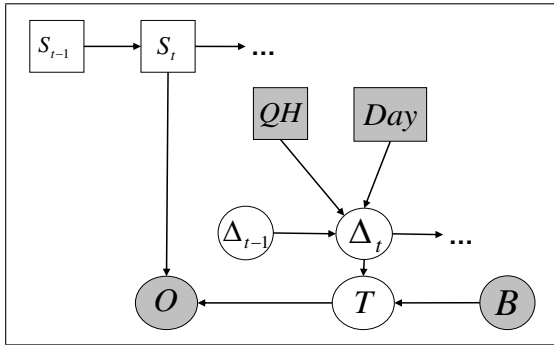 S_{t-1} S_t ...
QH Day
Δ_{t-1} Δ_t ...
O T B